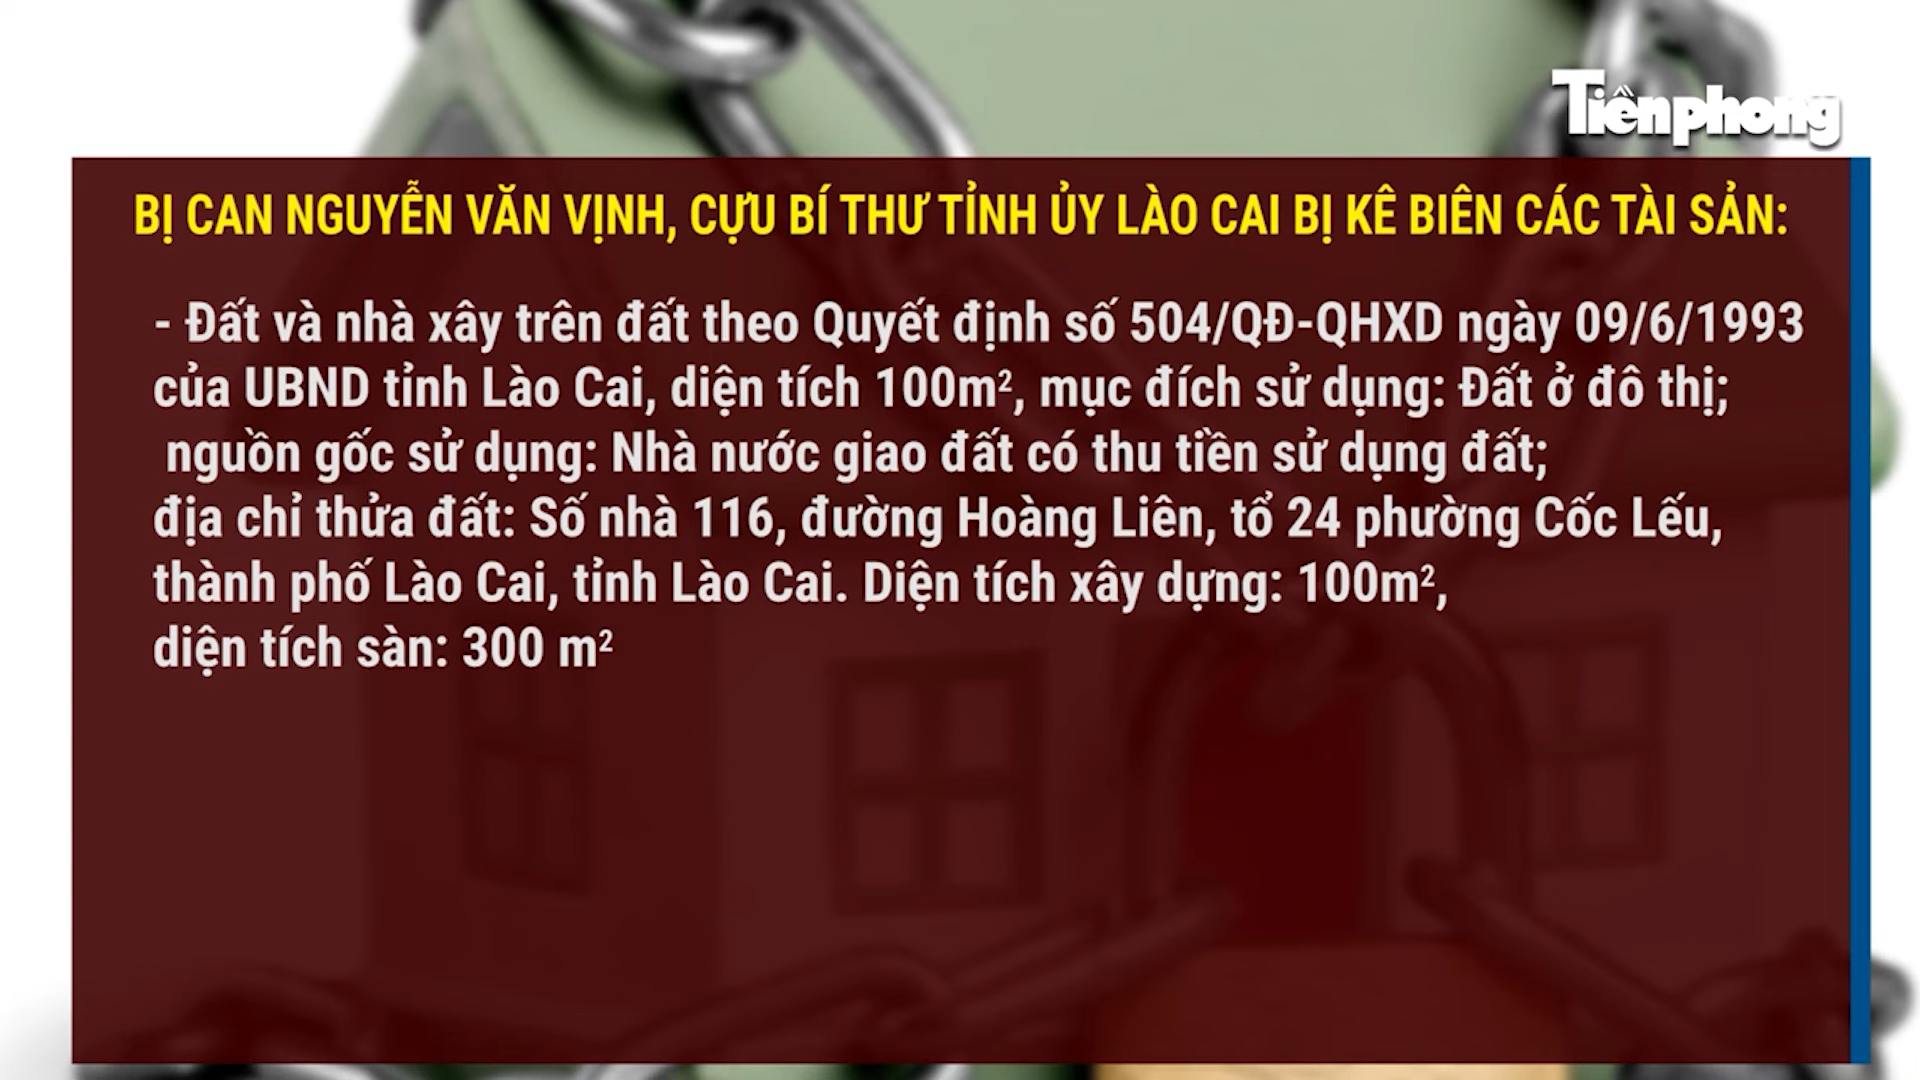 Tiền phong
BỊ CAN NGUYỄN VĂN VỊNH, CỰU BÍ THƯ TỈNH ỦY LÀO CAI BỊ KÊ BIÊN CÁC TÀI SẢN:
- Đất và nhà xây trên đất theo Quyết định số 504/QĐ-QHXD ngày 09/6/1993
của UBND tỉnh Lào Cai, diện tích 100m², mục đích sử dụng: Đất ở đô thị;
nguồn gốc sử dụng: Nhà nước giao đất có thu tiền sử dụng đất;
địa chỉ thửa đất: Số nhà 116, đường Hoàng Liên, tổ 24 phường Cốc Lếu,
thành phố Lào Cai, tỉnh Lào Cai. Diện tích xây dựng: 100m²,
diện tích sàn: 300 m²